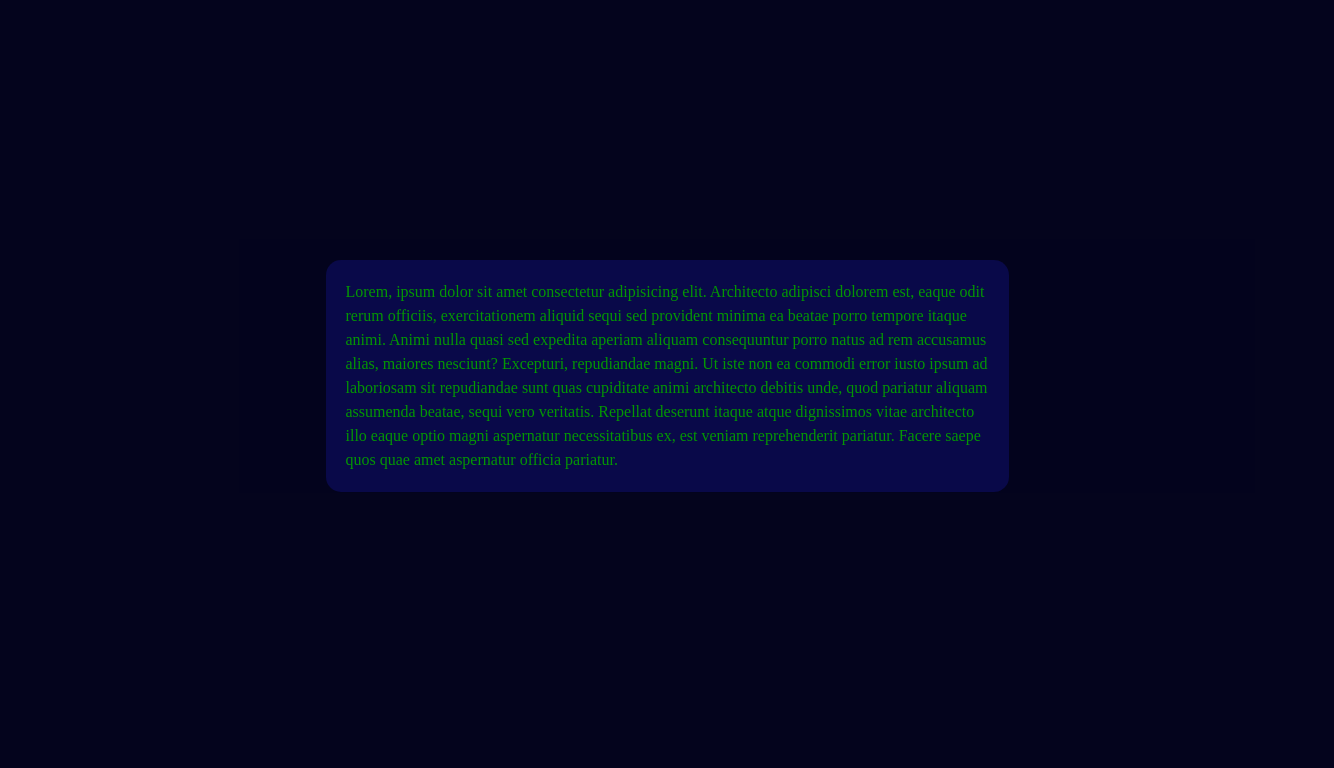 Lorem, ipsum dolor sit amet consectetur adipisicing elit. Architecto adipisci dolorem est, eaque odit
rerum officiis, exercitationem aliquid sequi sed provident minima ea beatae porro tempore itaque
animi. Animi nulla quasi sed expedita aperiam aliquam consequuntur porro natus ad rem accusamus
alias, maiores nesciunt? Excepturi, repudiandae magni. Ut iste non ea commodi error iusto ipsum ad
laboriosam sit repudiandae sunt quas cupiditate animi architecto debitis unde, quod pariatur aliquam
assumenda beatae, sequi vero veritatis. Repellat deserunt itaque atque dignissimos vitae architecto
illo eaque optio magni aspernatur necessitatibus ex, est veniam reprehenderit pariatur. Facere saepe
quos quae amet aspernatur officia pariatur.